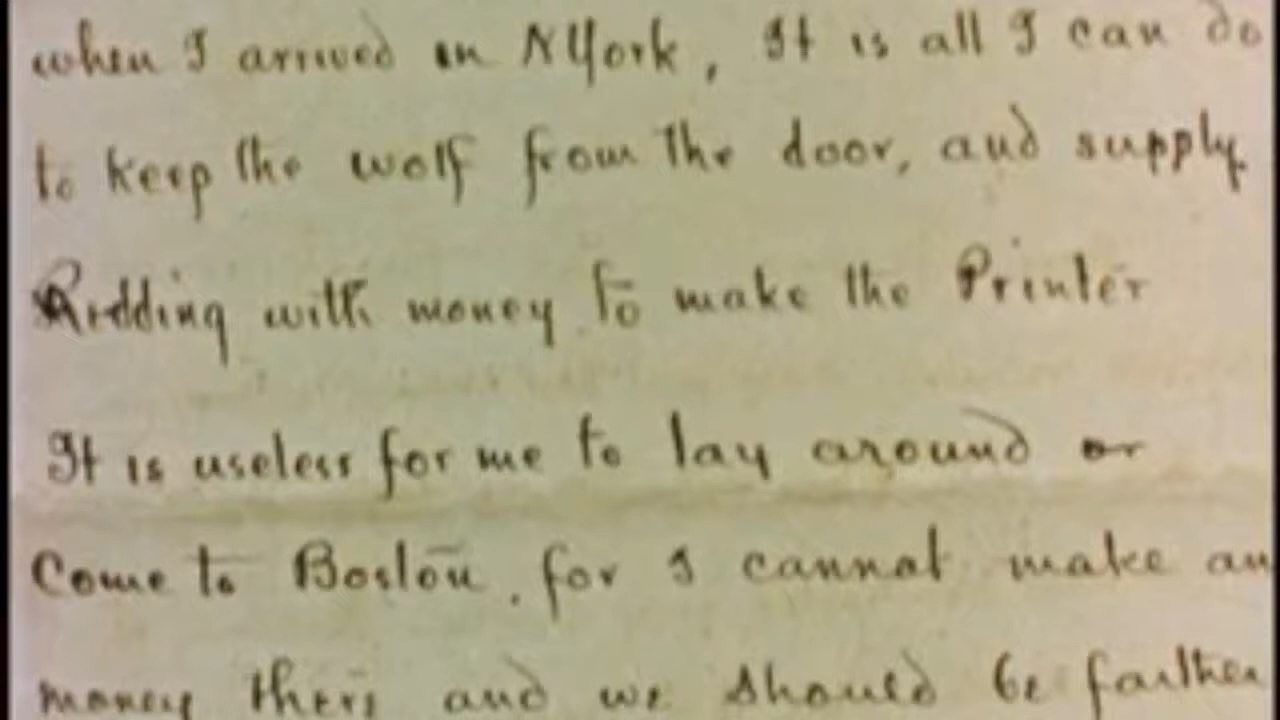 when I arrived in NYork, It is all I can do
to keep the wolf from the door, and supply
Redding with money to make the Printer
It is useless for me to lay around or
Come to Boston, for I cannot make an
money there and we should be farther